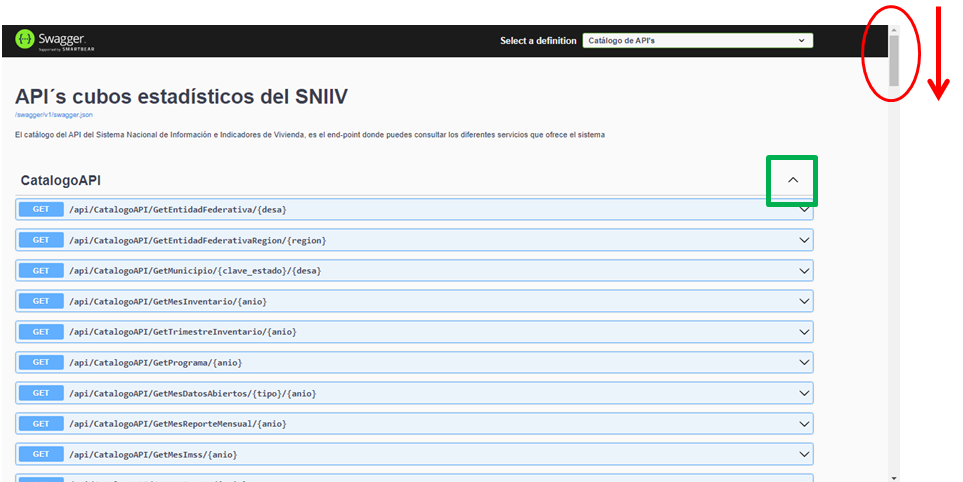 Swagger.
Supported by SMARTBEAR
Select a definition
Catálogo de API's
API´s cubos estadísticos del SNIIV
/swagger/v1/swagger.json
El catálogo del API del Sistema Nacional de Información e Indicadores de Vivienda, es el end-point donde puedes consultar los diferentes servicios que ofrece el sistema
CatalogoAPI
GET /api/CatalogoAPI/GetEntidadFederativa/{desa}
GET /api/CatalogoAPI/GetEntidadFederativaRegion/{region}
GET /api/CatalogoAPI/GetMunicipio/{clave_estado}/{desa}
GET /api/CatalogoAPI/GetMesInventario/{anio}
GET /api/CatalogoAPI/GetTrimestreInventario/{anio}
GET /api/CatalogoAPI/GetPrograma/{anio}
GET /api/CatalogoAPI/GetMesDatosAbiertos/{tipo}/{anio}
GET /api/CatalogoAPI/GetMesReporteMensual/{anio}
GET /api/CatalogoAPI/GetMesImss/{anio}